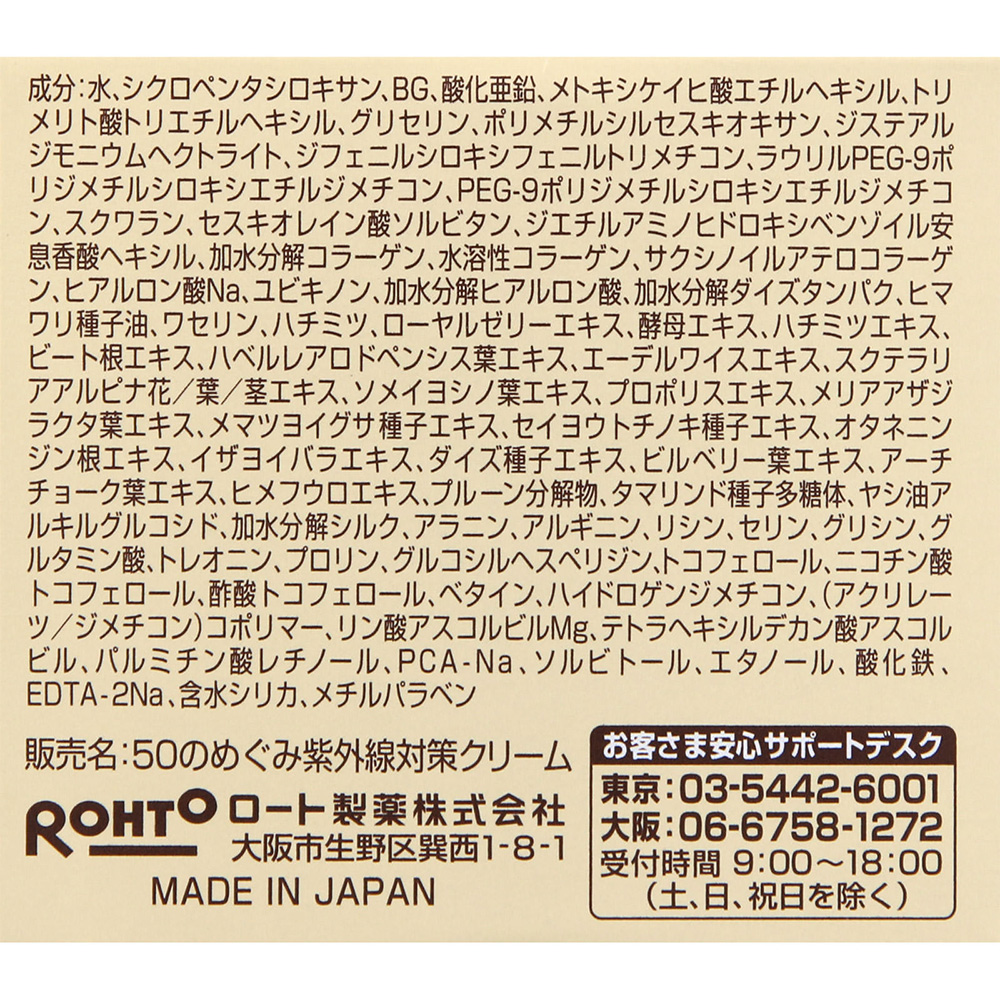 成分:水、シクロペンタシロキサン、BG、酸化亜鉛、メトキシケイヒ酸エチルヘキシル、トリ
メリト酸トリエチルヘキシル、グリセリン、ポリメチルシルセスキオキサン、ジステアル
ジモニウムヘクトライト、ジフェニルシロキシフェニルトリメチコン、ラウリルPEG-9ポ
リジメチルシロキシエチルジメチコン、PEG-9ポリジメチルシロキシエチルジメチコ
ン、スクワラン、セスキオレイン酸ソルビタン、ジエチルアミノヒドロキシベンゾイル安
息香酸ヘキシル、加水分解コラーゲン、水溶性コラーゲン、サクシノイルアテロコラーゲ
ン、ヒアルロン酸Na、ユビキノン、加水分解ヒアルロン酸、加水分解ダイズタンパク、ヒマ
ワリ種子油、ワセリン、ハチミツ、ローヤルゼリーエキス、酵母エキス、ハチミツエキス、
ビート根エキス、ハベルレアロドペンシス葉エキス、エーデルワイスエキス、スクテラリ
アアルピナ花/葉/茎エキス、ソメイヨシノ葉エキス、プロポリスエキス、メリアアザジ
ラクタ葉エキス、メマツヨイグサ種子エキス、セイヨウトチノキ種子エキス、オタネニン
ジン根エキス、イザヨイバラエキス、ダイズ種子エキス、ビルベリー葉エキス、アーチ
チョーク葉エキス、ヒメフウロエキス、プルーン分解物、タマリンド種子多糖体、ヤシ油ア
ルキルグルコシド、加水分解シルク、アラニン、アルギニン、リシン、セリン、グリシン、グ
ルタミン酸、トレオニン、プロリン、グルコシルヘスペリジン、トコフェロール、ニコチン酸
トコフェロール、酢酸トコフェロール、ベタイン、ハイドロゲンジメチコン、(アクリレー
ツ/ジメチコン)コポリマー、リン酸アスコルビルMg、テトラヘキシルデカン酸アスコル
ビル、パルミチン酸レチノール、PCA-Na、ソルビトール、エタノール、酸化鉄、
EDTA-2Na、含水シリカ、メチルパラベン
販売名:50のめぐみ紫外線対策クリーム
ROHTO ロート製薬株式会社
大阪市生野区巽西1-8-1
MADE IN JAPAN
お客さま安心サポートデスク
東京:03-5442-6001
大阪:06-6758-1272
受付時間 9:00〜18:00
(土、日、祝日を除く)